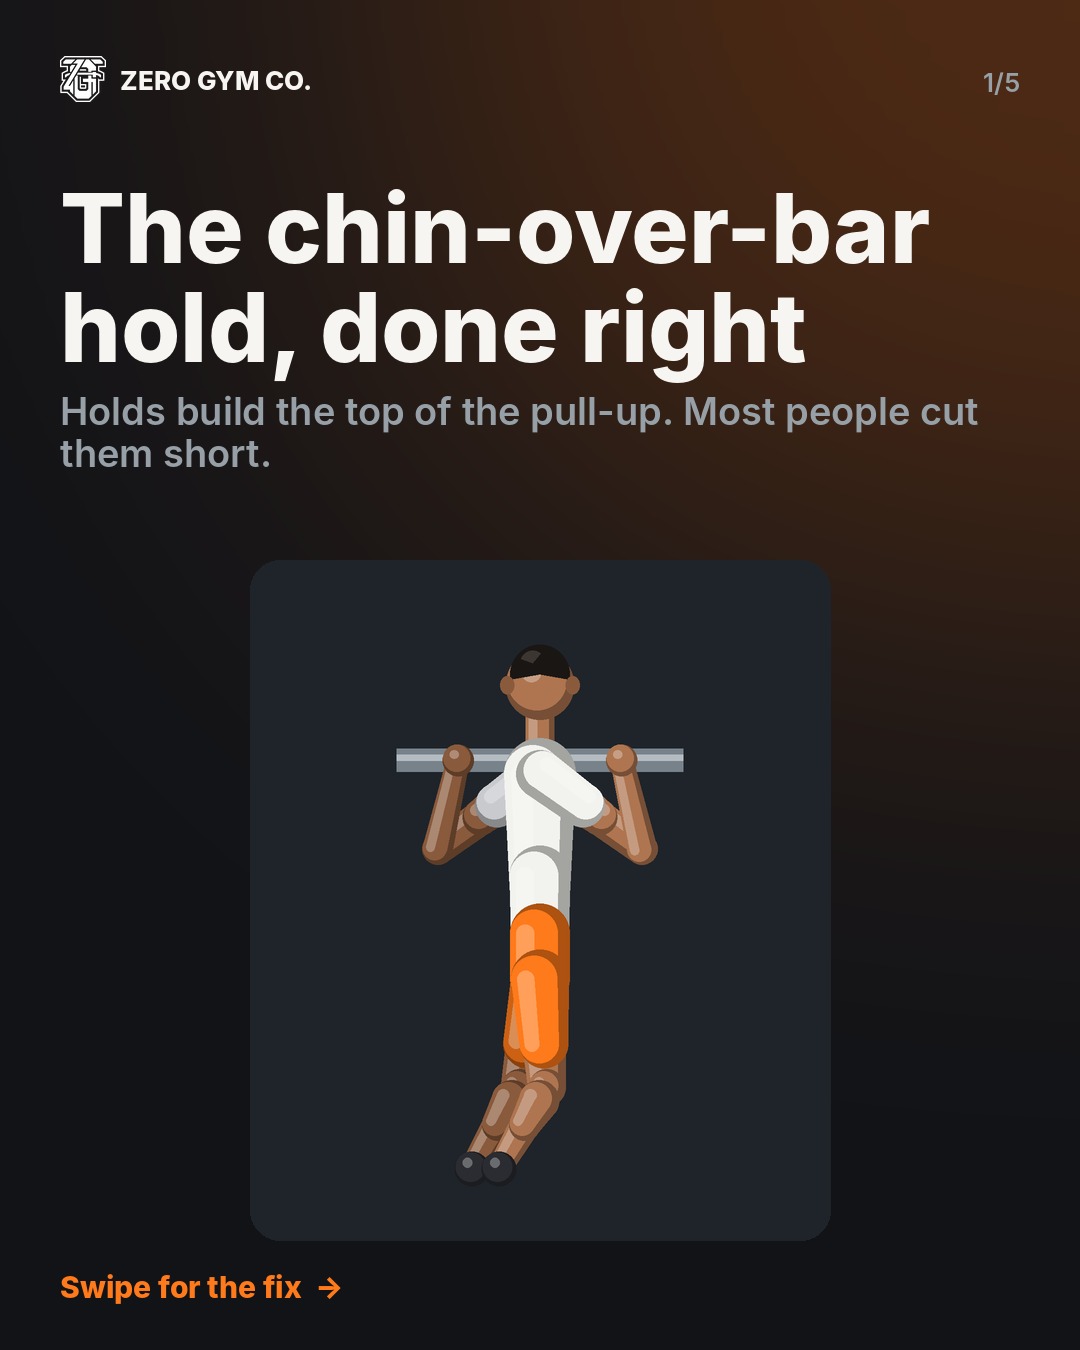 ZERO GYM CO.
1/5
The chin-over-bar
hold, done right
Holds build the top of the pull-up. Most people cut
them short.
Swipe for the fix →